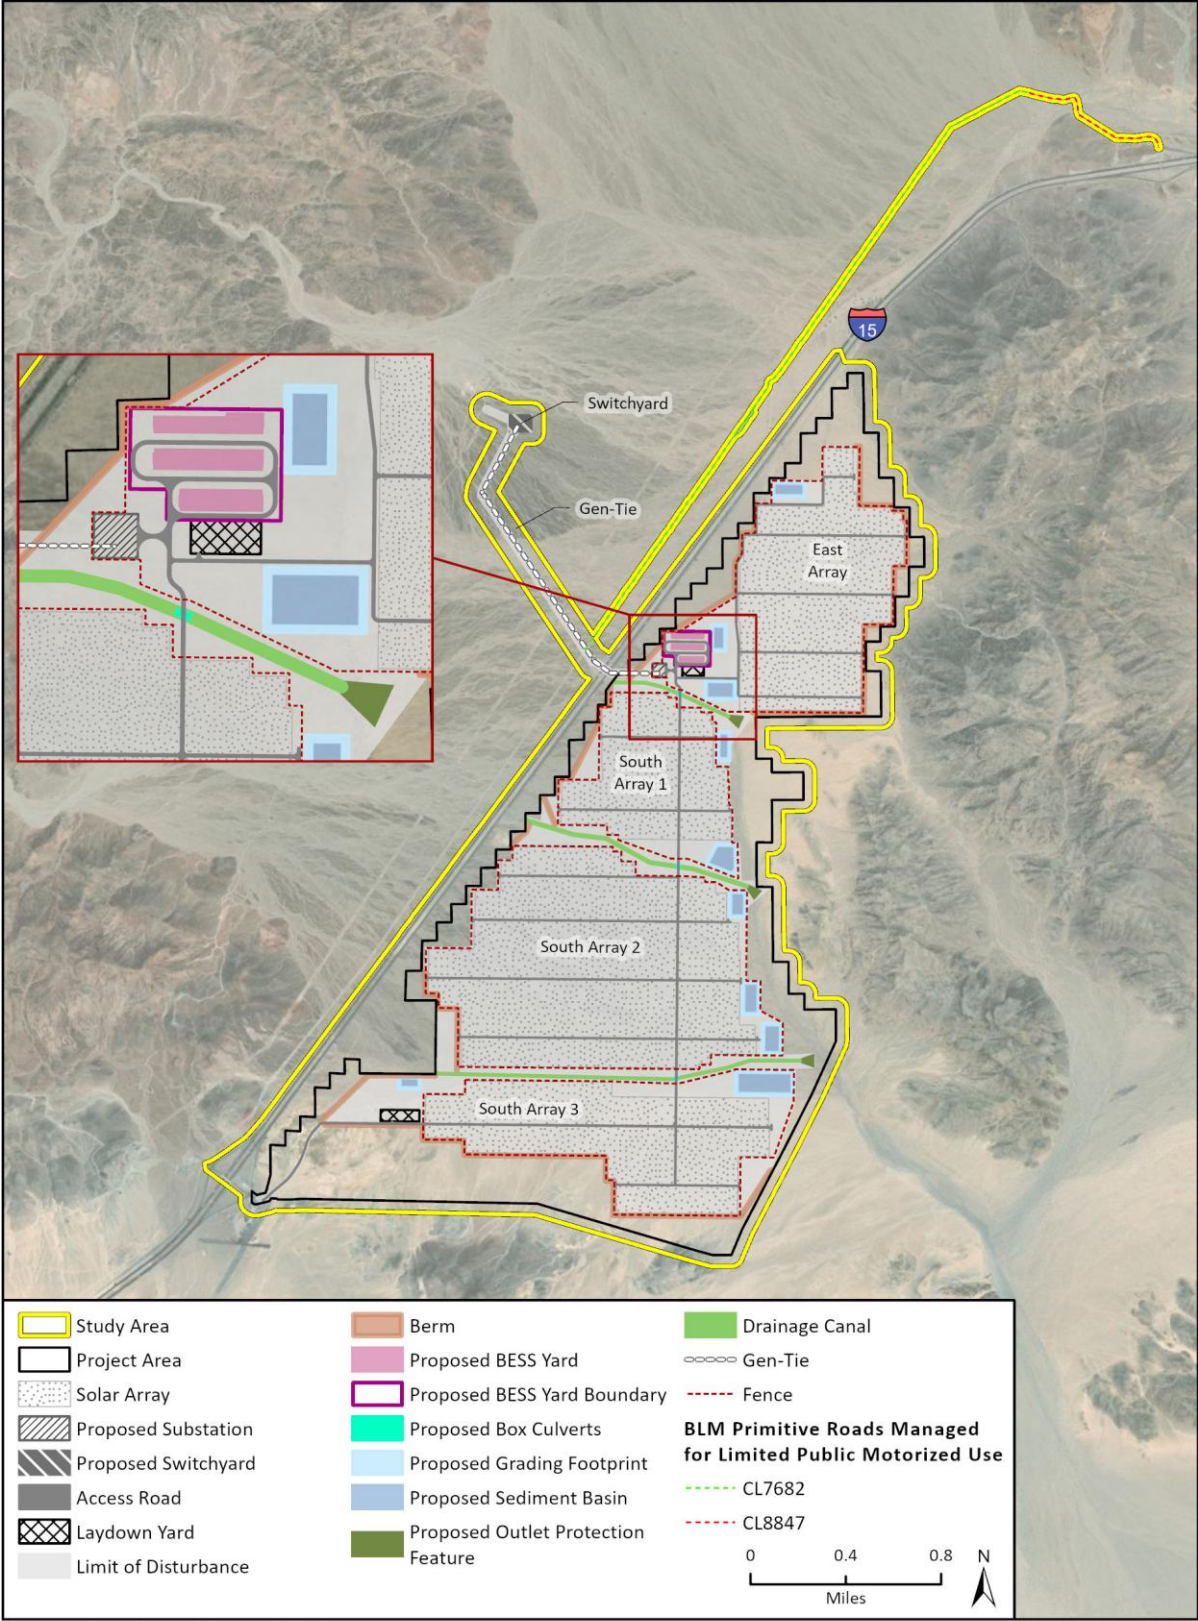 15
Switchyard
Gen-Tie
East
Array
South
Array 1
South Array 2
South Array 3
Study Area
Project Area
Solar Array
Proposed Substation
Proposed Switchyard
Access Road
Laydown Yard
Limit of Disturbance
Berm
Proposed BESS Yard
Proposed BESS Yard Boundary
Proposed Box Culverts
Proposed Grading Footprint
Proposed Sediment Basin
Proposed Outlet Protection
Feature
Drainage Canal
Gen-Tie
Fence
BLM Primitive Roads Managed
for Limited Public Motorized Use
CL7682
CL8847
0 0.4 0.8
Miles
N